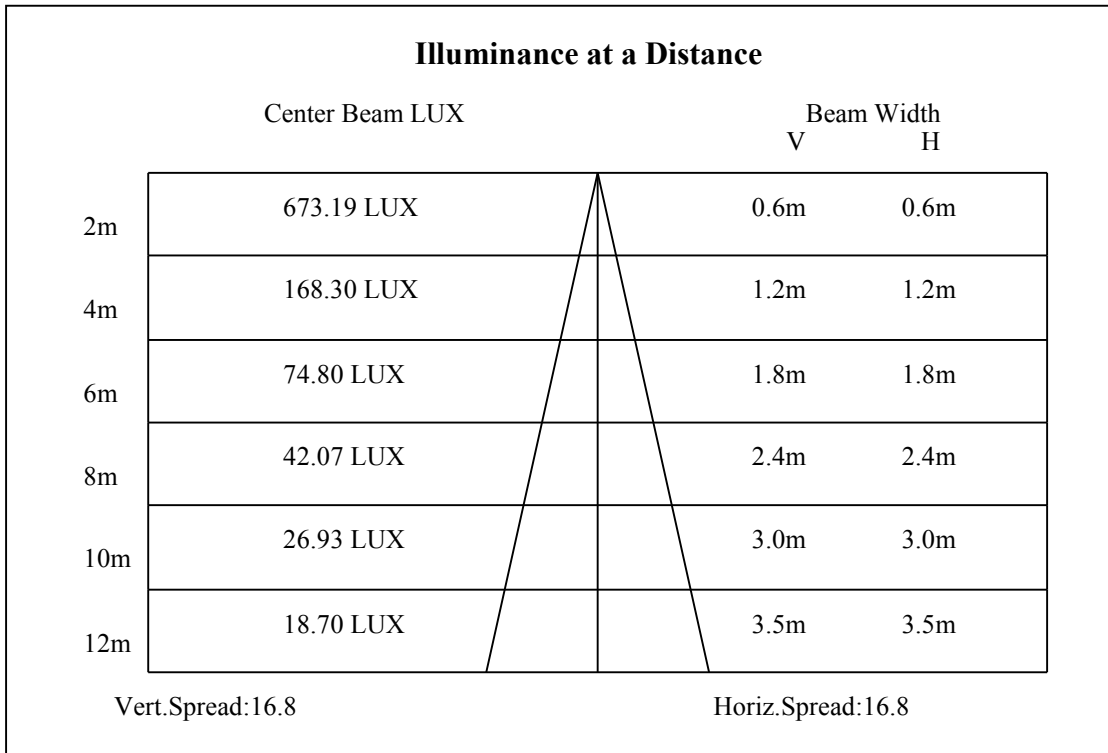 Illuminance at a Distance
Center Beam LUX Beam Width
V H
2m 673.19 LUX 0.6m 0.6m
4m 168.30 LUX 1.2m 1.2m
6m 74.80 LUX 1.8m 1.8m
8m 42.07 LUX 2.4m 2.4m
10m 26.93 LUX 3.0m 3.0m
12m 18.70 LUX 3.5m 3.5m
Vert.Spread:16.8 Horiz.Spread:16.8